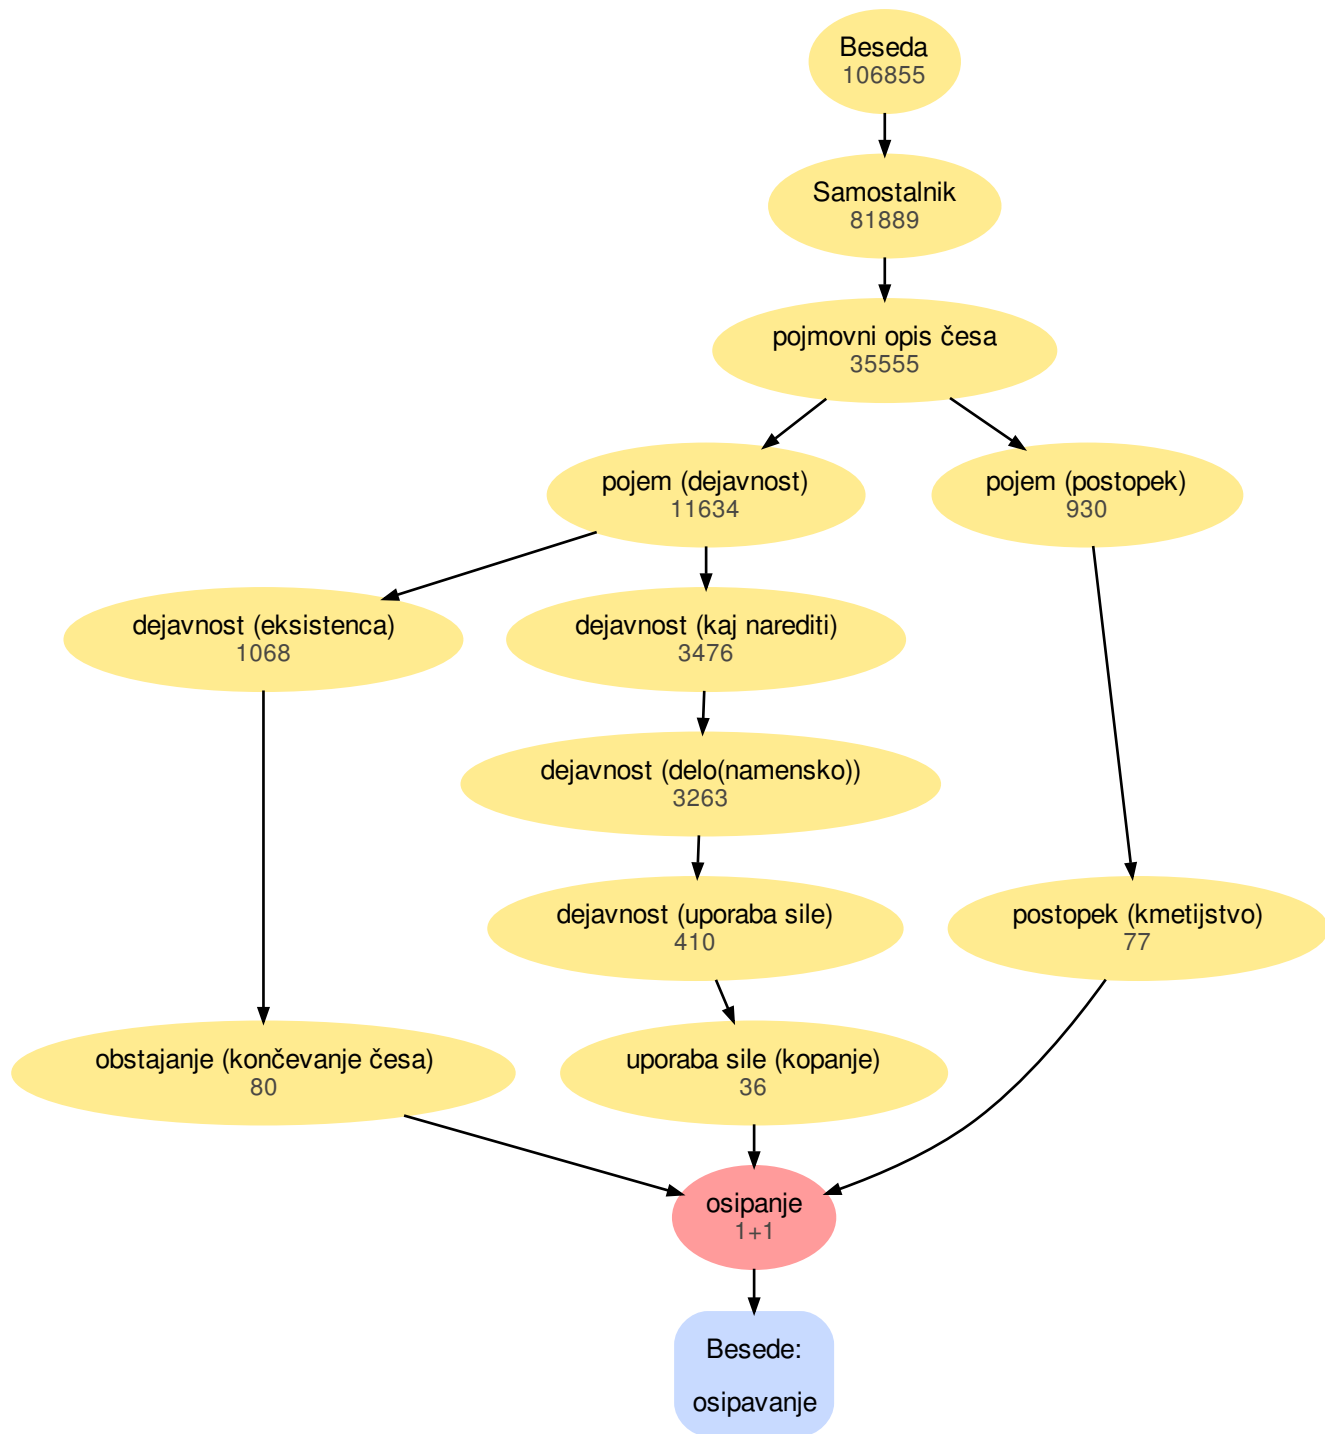 Beseda
106855
Samostalnik
81889
pojmovni opis česa
35555
pojem (dejavnost)
11634
pojem (postopek)
930
dejavnost (eksistenca)
1068
dejavnost (kaj narediti)
3476
dejavnost (delo(namensko))
3263
dejavnost (uporaba sile)
410
postopek (kmetijstvo)
77
obstajanje (končevanje česa)
80
uporaba sile (kopanje)
36
osipanje
1+1
Besede:
osipavanje